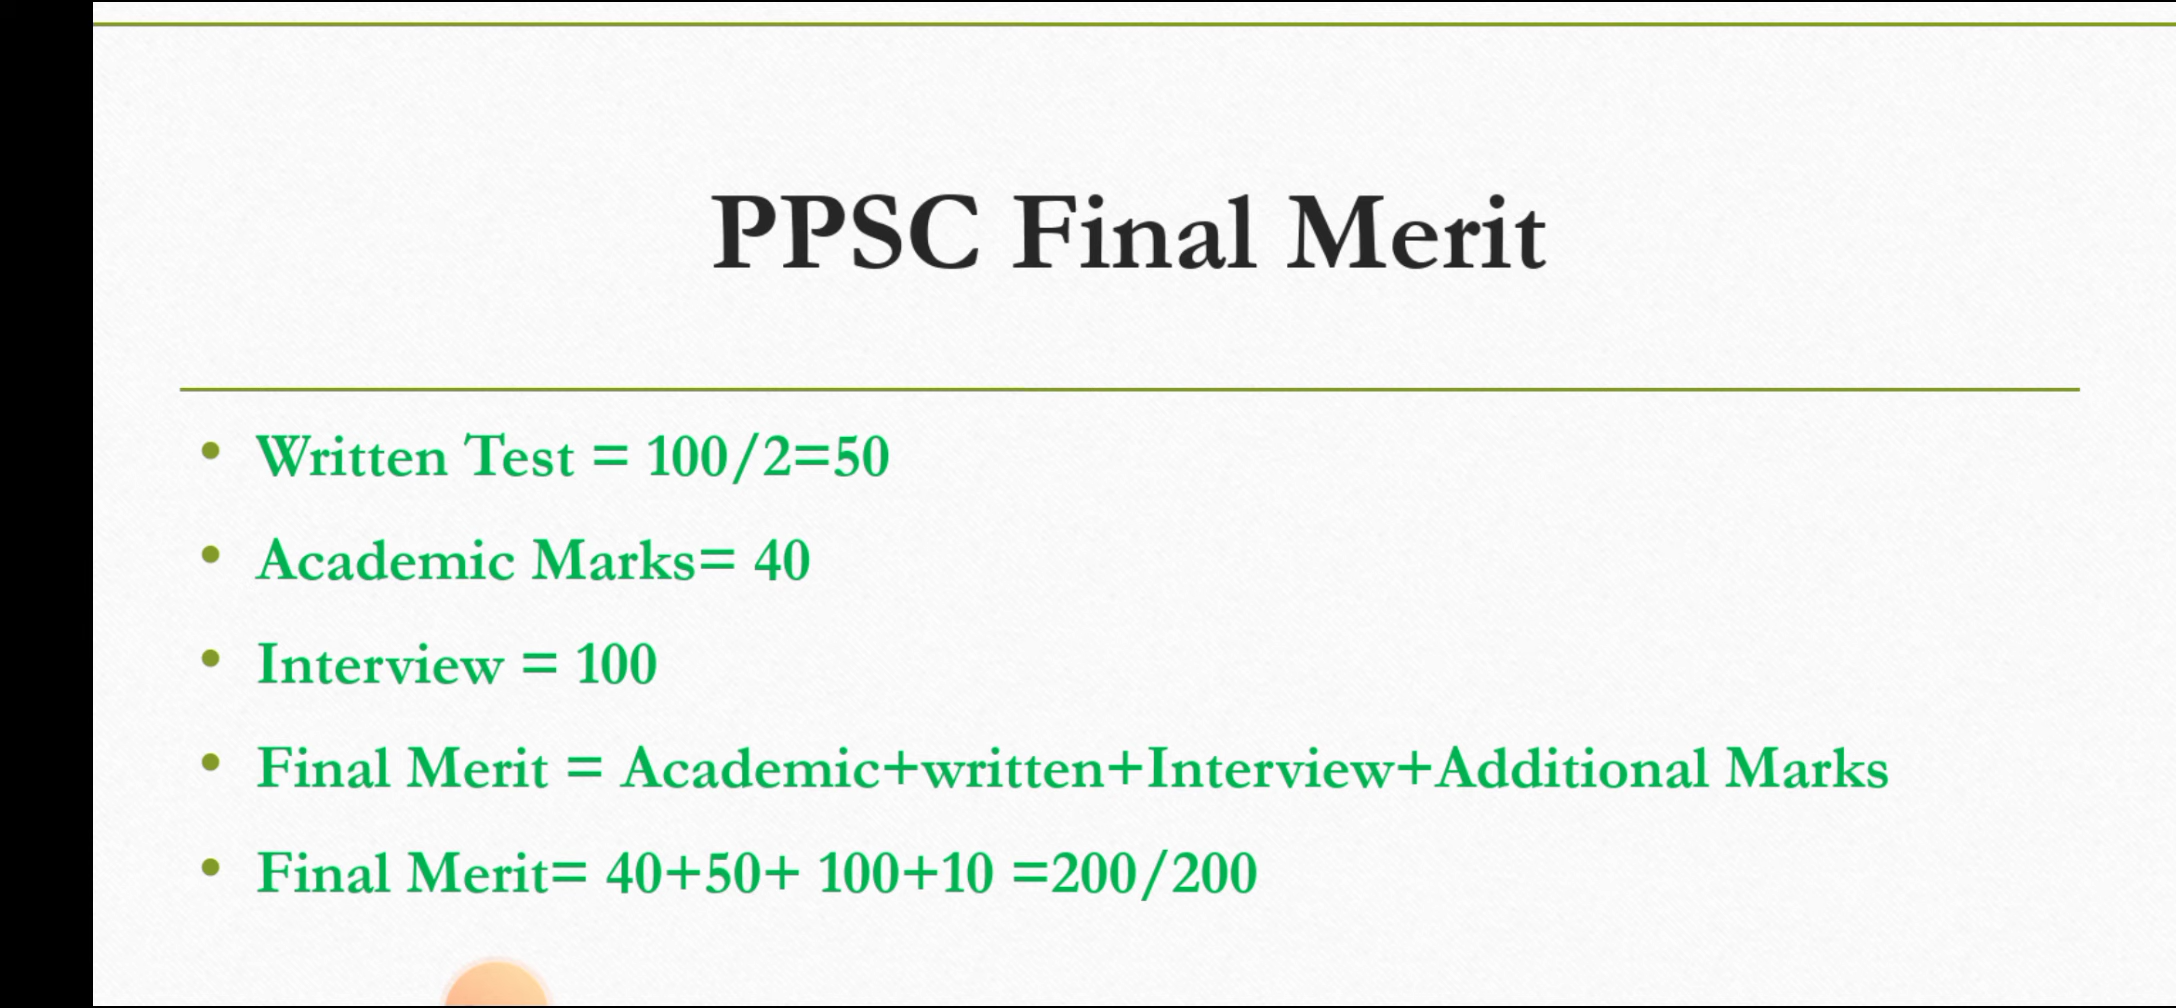 PPSC Final Merit
• Written Test = 100/2=50
• Academic Marks= 40
• Interview = 100
• Final Merit = Academic+written+Interview+Additional Marks
• Final Merit= 40+50+ 100+10 =200/200